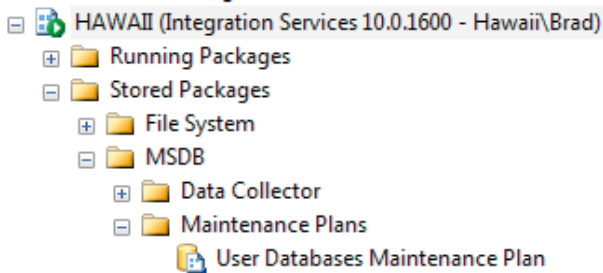 HAWAII (Integration Services 10.0.1600 - Hawaii\Brad)
Running Packages
Stored Packages
File System
MSDB
Data Collector
Maintenance Plans
User Databases Maintenance Plan